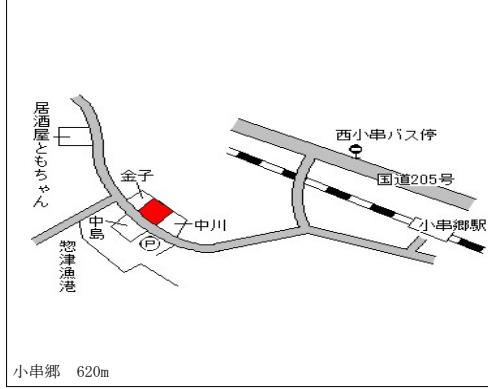 居酒屋ともちゃん
金子
中島
中川
P
惣津漁港
西小串バス停
国道205号
小串郷駅
小串郷 620m